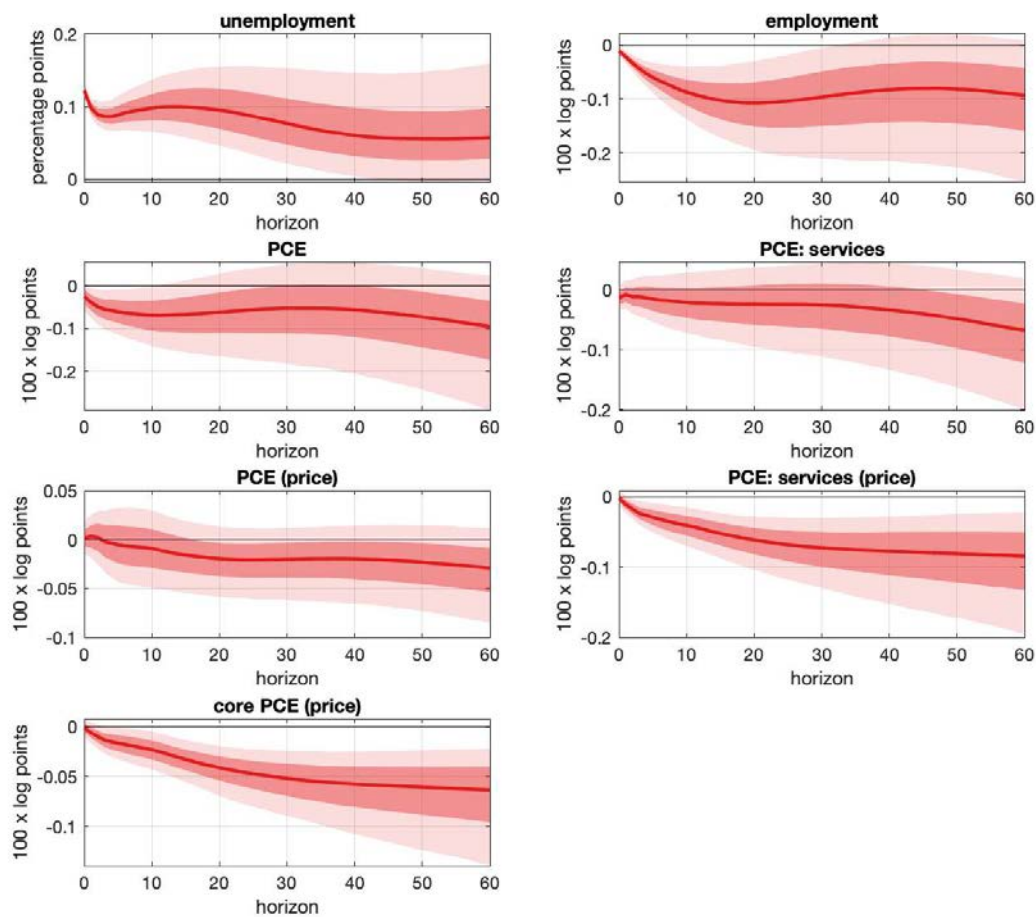 unemployment
percentage points
0.2
0.1
0
0 10 20 30 40 50 60
horizon
employment
100 x log points
0
-0.1
-0.2
0 10 20 30 40 50 60
horizon
PCE
100 x log points
0
-0.1
-0.2
0 10 20 30 40 50 60
horizon
PCE: services
100 x log points
0
-0.1
-0.2
0 10 20 30 40 50 60
horizon
PCE (price)
100 x log points
0.05
0
-0.05
-0.1
0 10 20 30 40 50 60
horizon
PCE: services (price)
100 x log points
0
-0.1
-0.2
0 10 20 30 40 50 60
horizon
core PCE (price)
100 x log points
0
-0.05
-0.1
0 10 20 30 40 50 60
horizon